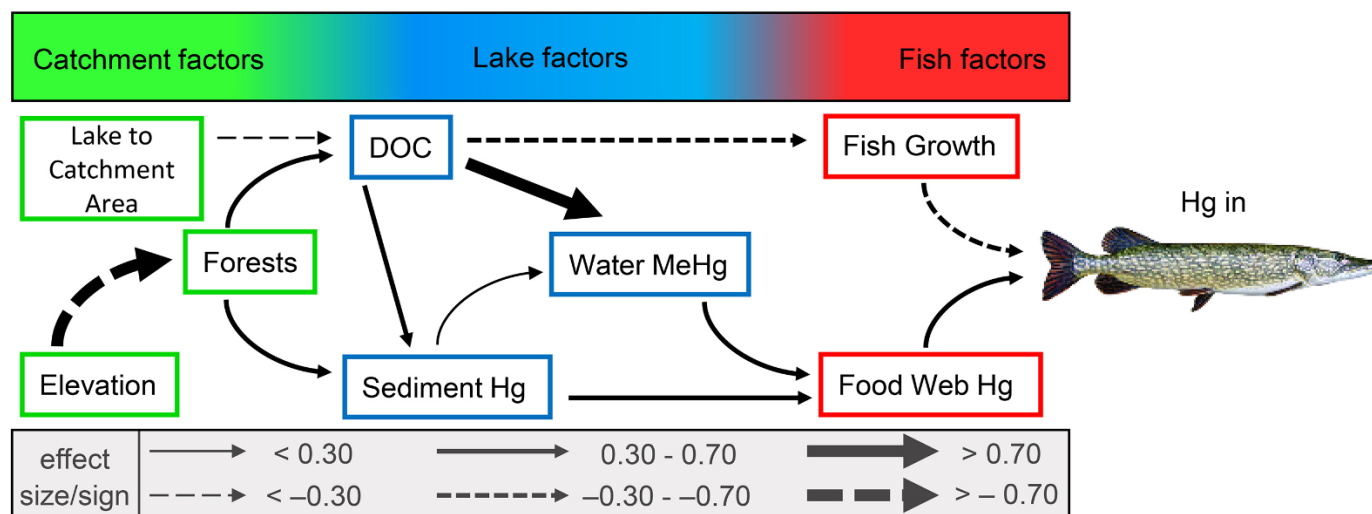 Catchment factors
Lake factors
Fish factors
Lake to
Catchment
Area
DOC
Fish Growth
Hg in
Forests
Water MeHg
Elevation
Sediment Hg
Food Web Hg
effect
size/sign
< 0.30
0.30 - 0.70
> 0.70
< –0.30
–0.30 - –0.70
> – 0.70